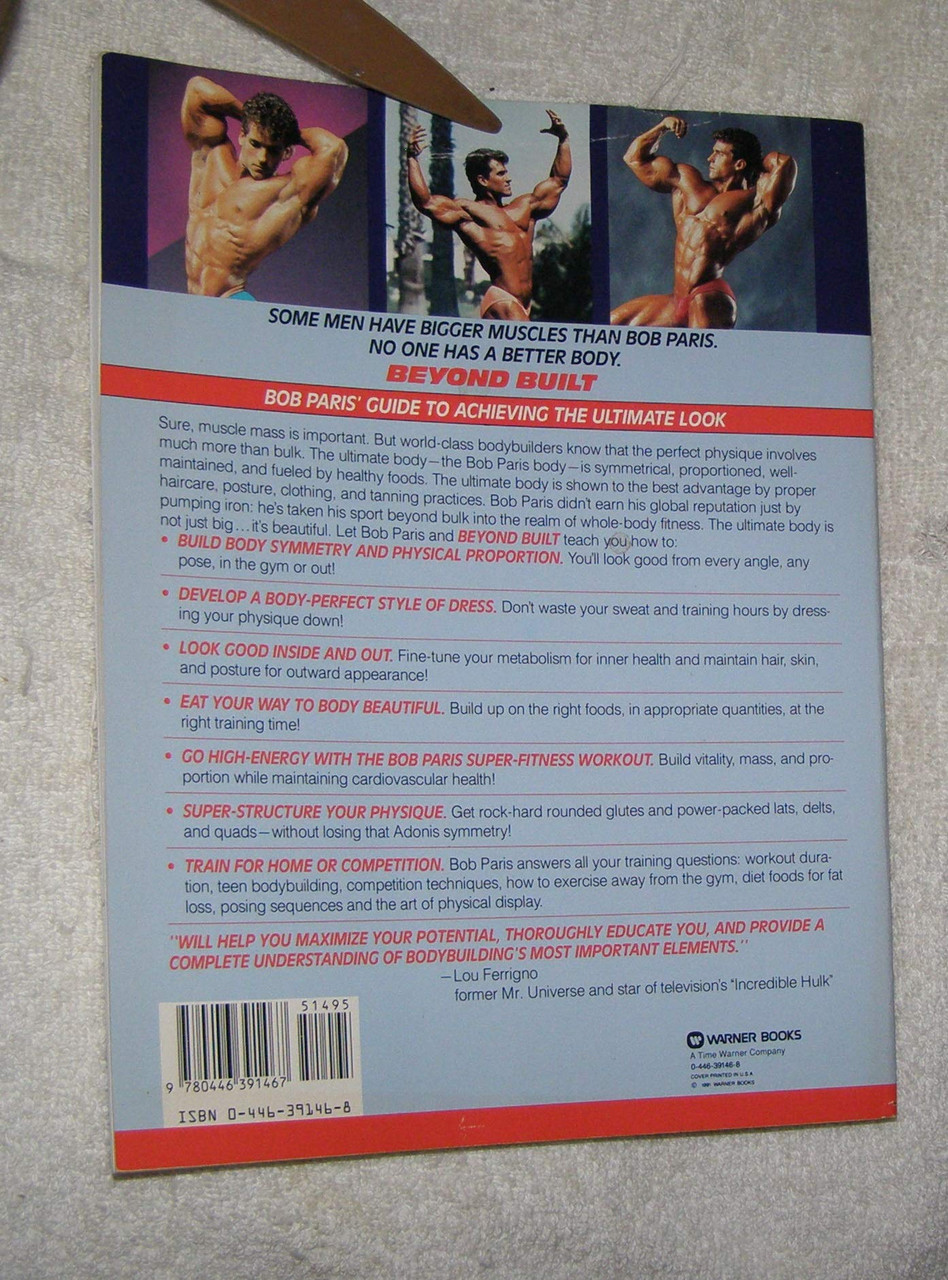 SOME MEN HAVE BIGGER MUSCLES THAN BOB PARIS.
NO ONE HAS A BETTER BODY.
BEYOND BUILT
BOB PARIS' GUIDE TO ACHIEVING THE ULTIMATE LOOK
Sure, muscle mass is important. But world-class bodybuilders know that the perfect physique involves
much more than bulk. The ultimate body—the Bob Paris body—is symmetrical, proportioned, well-
maintained, and fueled by healthy foods. The ultimate body is shown to the best advantage by proper
haircare, posture, clothing, and tanning practices. Bob Paris didn't earn his global reputation just by
pumping iron: he's taken his sport beyond bulk into the realm of whole-body fitness. The ultimate body is
not just big...it's beautiful. Let Bob Paris and BEYOND BUILT teach you how to:
• BUILD BODY SYMMETRY AND PHYSICAL PROPORTION. You'll look good from every angle, any
pose, in the gym or out!
• DEVELOP A BODY-PERFECT STYLE OF DRESS. Don't waste your sweat and training hours by dress-
ing your physique down!
• LOOK GOOD INSIDE AND OUT. Fine-tune your metabolism for inner health and maintain hair, skin,
and posture for outward appearance!
• EAT YOUR WAY TO BODY BEAUTIFUL. Build up on the right foods, in appropriate quantities, at the
right training time!
• GO HIGH-ENERGY WITH THE BOB PARIS SUPER-FITNESS WORKOUT. Build vitality, mass, and pro-
portion while maintaining cardiovascular health!
• SUPER-STRUCTURE YOUR PHYSIQUE. Get rock-hard rounded glutes and power-packed lats, delts,
and quads—without losing that Adonis symmetry!
• TRAIN FOR HOME OR COMPETITION. Bob Paris answers all your training questions: workout dura-
tion, teen bodybuilding, competition techniques, how to exercise away from the gym, diet foods for fat
loss, posing sequences and the art of physical display.
"WILL HELP YOU MAXIMIZE YOUR POTENTIAL, THOROUGHLY EDUCATE YOU, AND PROVIDE A
COMPLETE UNDERSTANDING OF BODYBUILDING'S MOST IMPORTANT ELEMENTS."
—Lou Ferrigno
former Mr. Universe and star of television's "Incredible Hulk"
51495
9 780446 391467
ISBN 0-446-39146-8
WARNER BOOKS
A Time Warner Company
0-446-39146-8
COVER PRINTED IN U.S.A.
© 1991 WARNER BOOKS